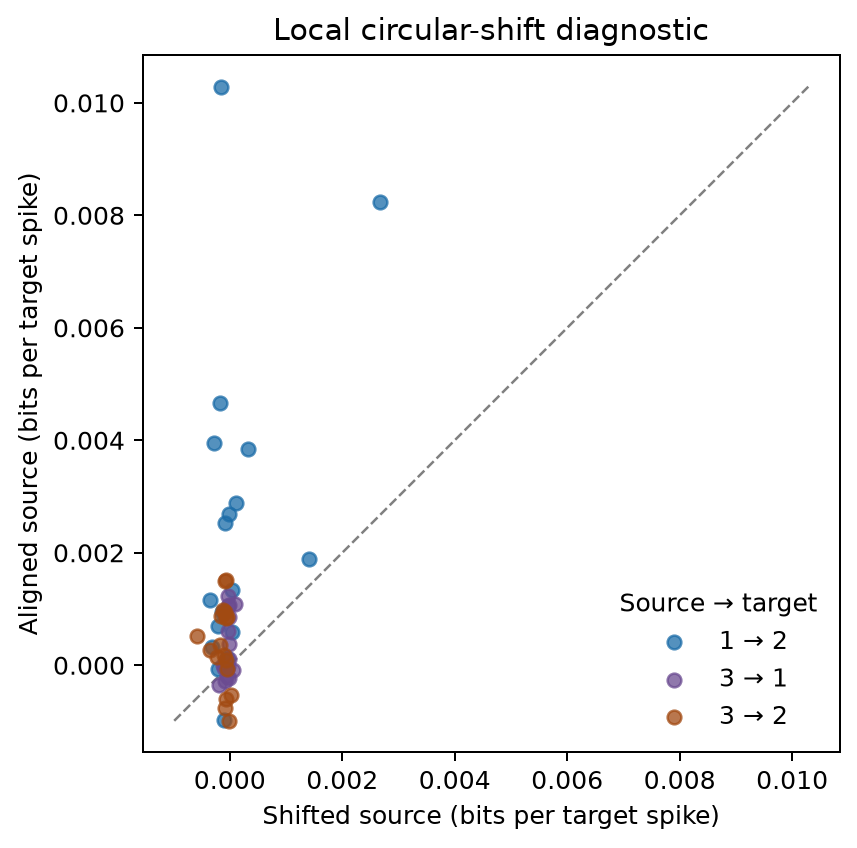 Local circular-shift diagnostic
Aligned source (bits per target spike)
0.010
0.008
0.006
0.004
0.002
0.000
Source → target
1 → 2
3 → 1
3 → 2
0.000 0.002 0.004 0.006 0.008 0.010
Shifted source (bits per target spike)